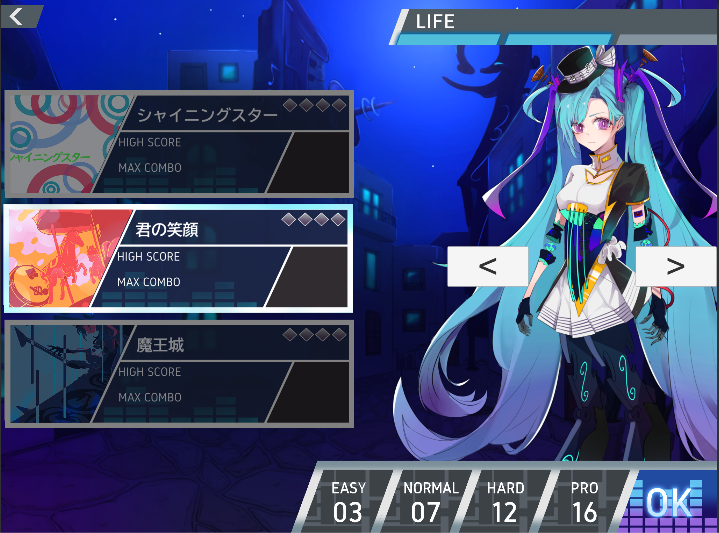 <
LIFE
シャイニングスター
シャイニングスター
HIGH SCORE
MAX COMBO
君の笑顔
HIGH SCORE
MAX COMBO
< >
魔王城
HIGH SCORE
MAX COMBO
EASY NORMAL HARD PRO
03 07 12 16
OK